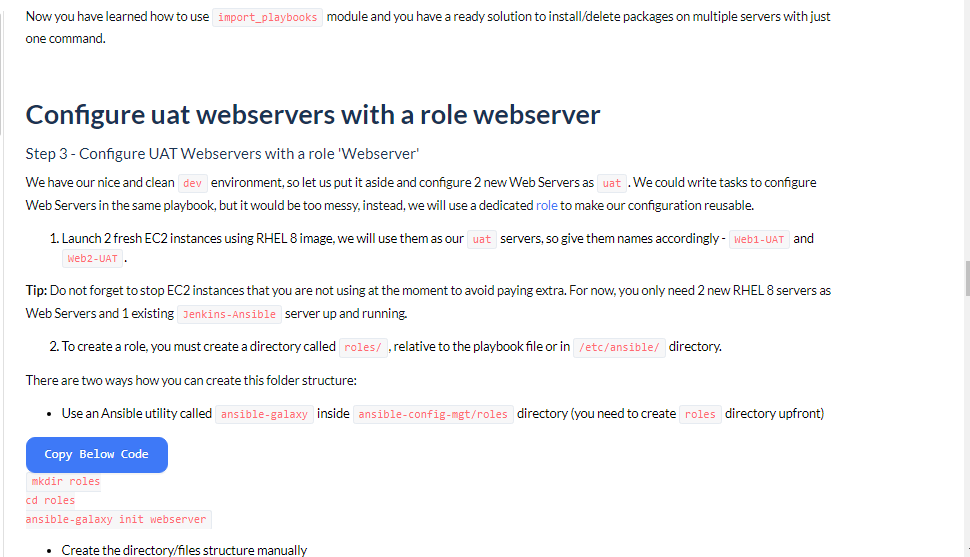 Now you have learned how to use import_playbooks module and you have a ready solution to install/delete packages on multiple servers with just
one command.
Configure uat webservers with a role webserver
Step 3 - Configure UAT Webservers with a role 'Webserver'
We have our nice and clean dev environment, so let us put it aside and configure 2 new Web Servers as uat . We could write tasks to configure
Web Servers in the same playbook, but it would be too messy, instead, we will use a dedicated role to make our configuration reusable.
1. Launch 2 fresh EC2 instances using RHEL 8 image, we will use them as our uat servers, so give them names accordingly - Web1-UAT and
Web2-UAT .
Tip: Do not forget to stop EC2 instances that you are not using at the moment to avoid paying extra. For now, you only need 2 new RHEL 8 servers as
Web Servers and 1 existing Jenkins-Ansible server up and running.
2. To create a role, you must create a directory called roles/ , relative to the playbook file or in /etc/ansible/ directory.
There are two ways how you can create this folder structure:
• Use an Ansible utility called ansible-galaxy inside ansible-config-mgt/roles directory (you need to create roles directory upfront)
Copy Below Code
mkdir roles
cd roles
ansible-galaxy init webserver
• Create the directory/files structure manually